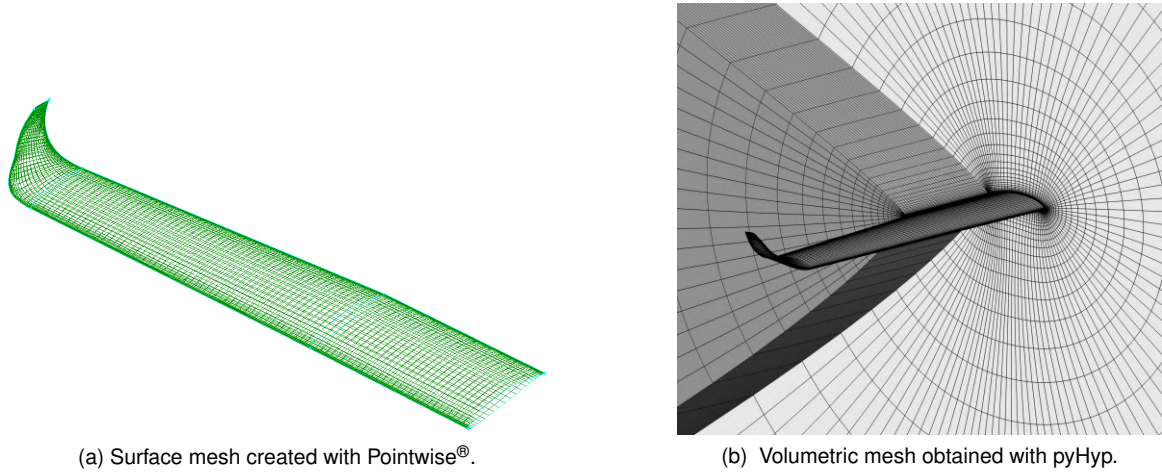 (a) Surface mesh created with Pointwise®.
(b) Volumetric mesh obtained with pyHyp.